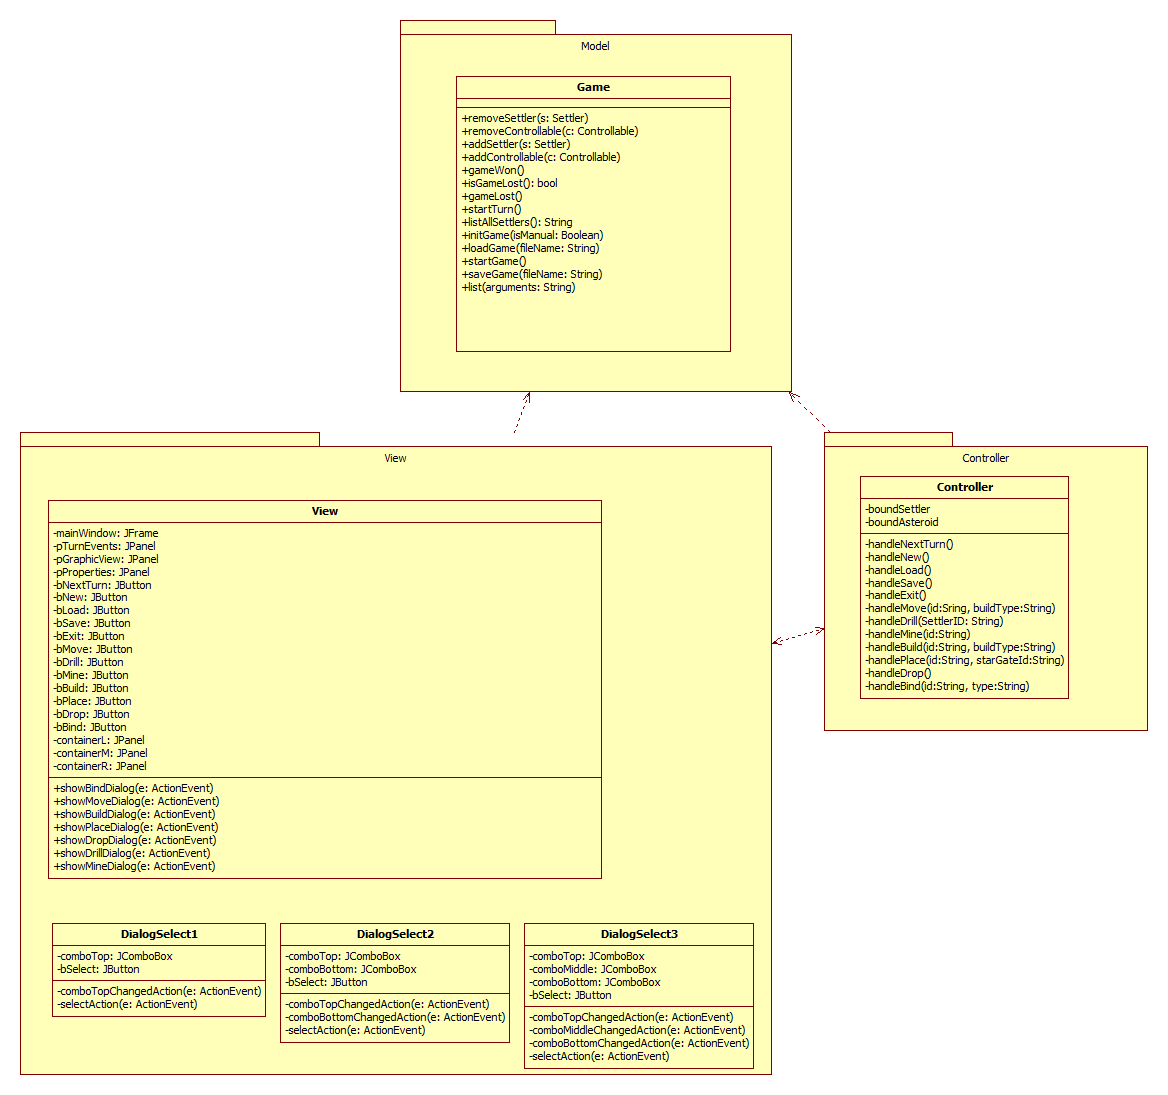 Model
Game
+removeSettler(s: Settler)
+removeControllable(c: Controllable)
+addSettler(s: Settler)
+addControllable(c: Controllable)
+gameWon()
+isGameLost(): bool
+gameLost()
+startTurn()
+listAllSettlers(): String
+initGame(isManual: Boolean)
+loadGame(fileName: String)
+startGame()
+saveGame(fileName: String)
+list(arguments: String)
View
View
-mainWindow: JFrame
-pTurnEvents: JPanel
-pGraphicView: JPanel
-pProperties: JPanel
-bNextTurn: JButton
-bNew: JButton
-bLoad: JButton
-bSave: JButton
-bExit: JButton
-bMove: JButton
-bDrill: JButton
-bMine: JButton
-bBuild: JButton
-bPlace: JButton
-bDrop: JButton
-bBind: JButton
-containerL: JPanel
-containerM: JPanel
-containerR: JPanel
+showBindDialog(e: ActionEvent)
+showMoveDialog(e: ActionEvent)
+showBuildDialog(e: ActionEvent)
+showPlaceDialog(e: ActionEvent)
+showDropDialog(e: ActionEvent)
+showDrillDialog(e: ActionEvent)
+showMineDialog(e: ActionEvent)
DialogSelect1
-comboTop: JComboBox
-bSelect: JButton
-comboTopChangedAction(e: ActionEvent)
-selectAction(e: ActionEvent)
DialogSelect2
-comboTop: JComboBox
-comboBottom: JComboBox
-bSelect: JButton
-comboTopChangedAction(e: ActionEvent)
-comboBottomChangedAction(e: ActionEvent)
-selectAction(e: ActionEvent)
DialogSelect3
-comboTop: JComboBox
-comboMiddle: JComboBox
-comboBottom: JComboBox
-bSelect: JButton
-comboTopChangedAction(e: ActionEvent)
-comboMiddleChangedAction(e: ActionEvent)
-comboBottomChangedAction(e: ActionEvent)
-selectAction(e: ActionEvent)
Controller
Controller
-boundSettler
-boundAsteroid
-handleNextTurn()
-handleNew()
-handleLoad()
-handleSave()
-handleExit()
-handleMove(id:Sring, buildType:String)
-handleDrill(SettlerID: String)
-handleMine(id:String)
-handleBuild(id:String, buildType:String)
-handlePlace(id:String, starGateId:String)
-handleDrop()
-handleBind(id:String, type:String)